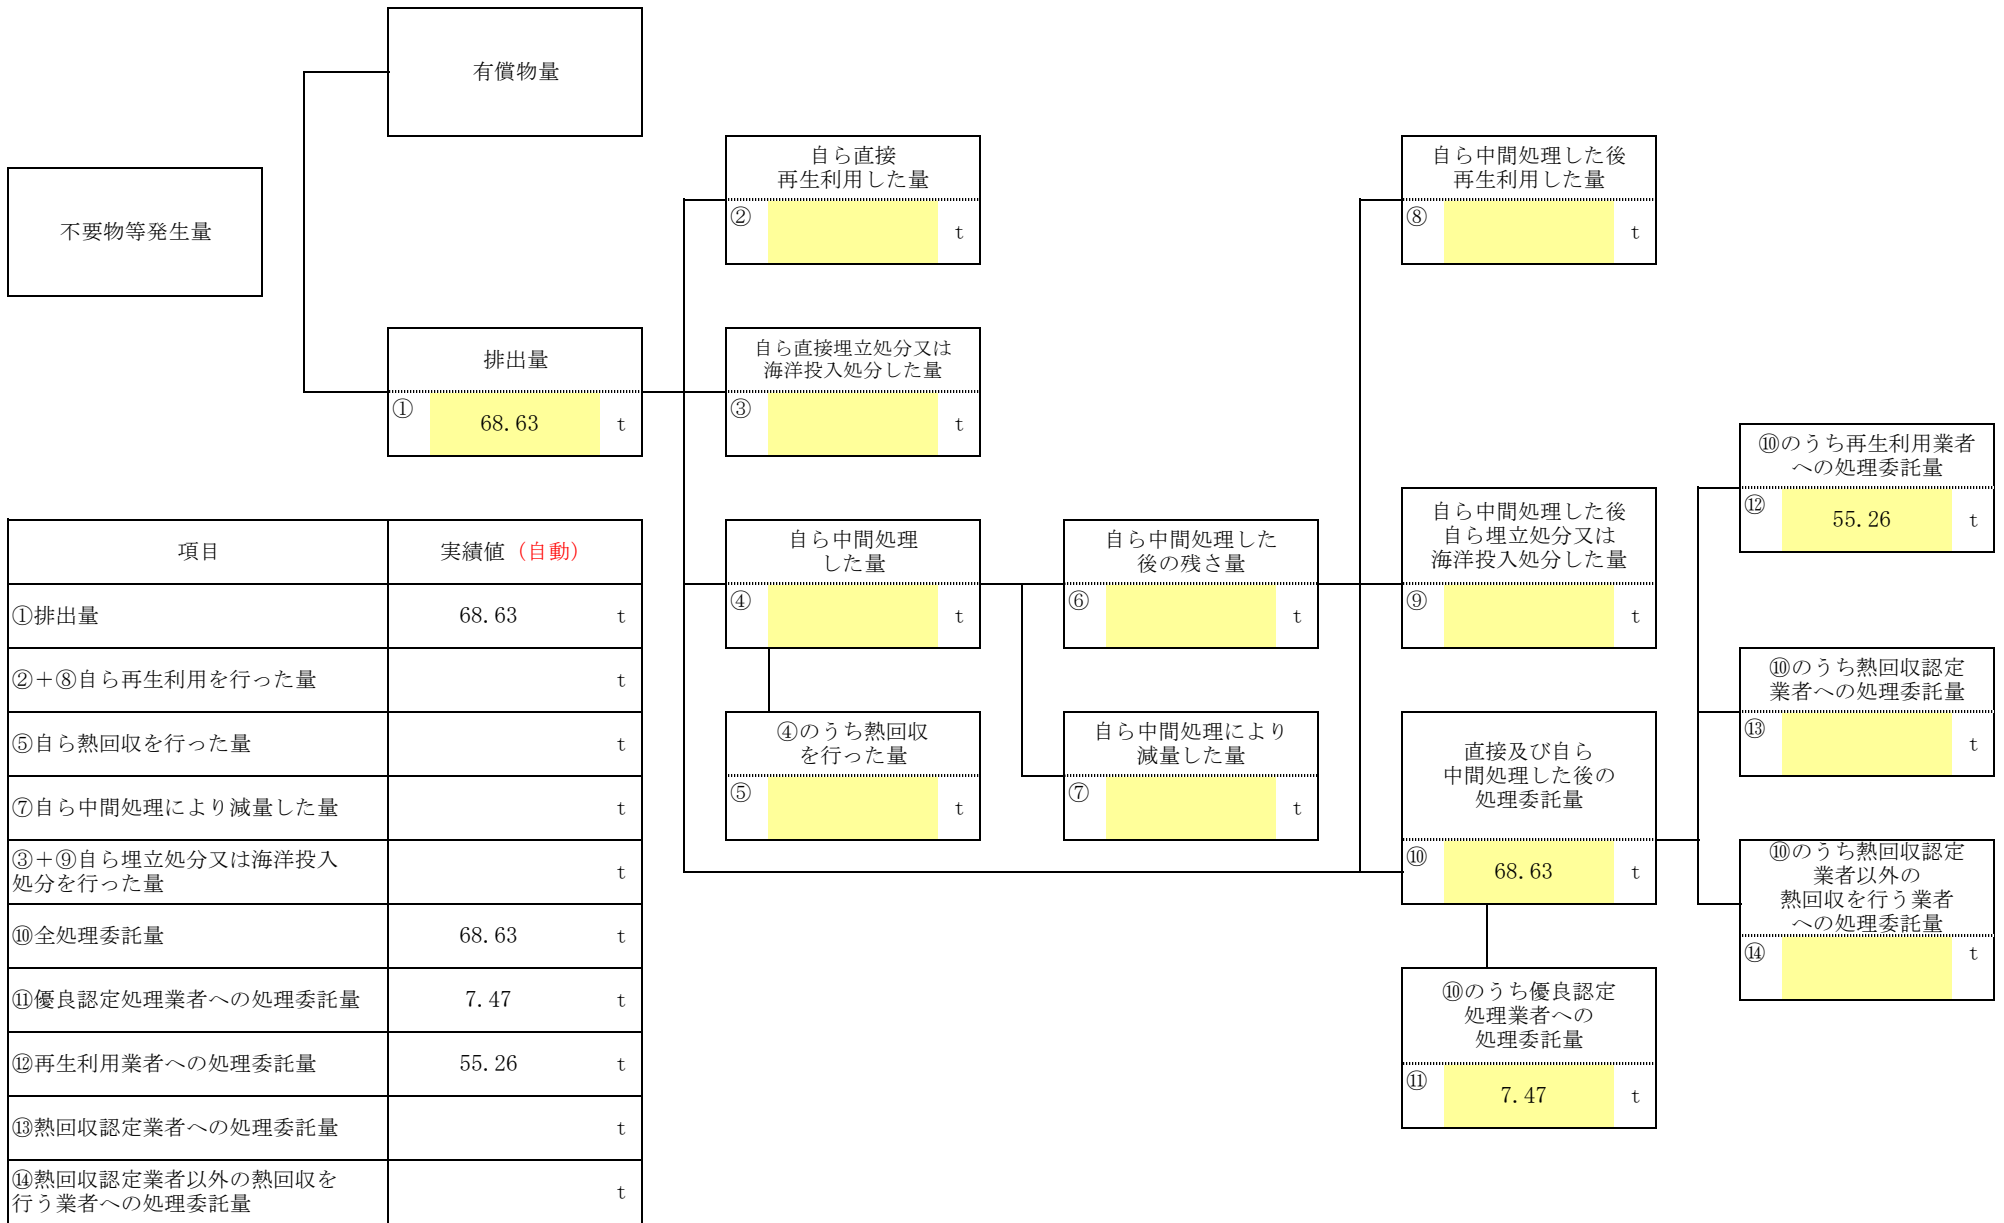 有償物量
不要物等発生量
排出量
① 68.63 t
自ら直接
再生利用した量
② t
自ら直接埋立処分又は
海洋投入処分した量
③ t
自ら中間処理
した量
④ t
④のうち熱回収
を行った量
⑤ t
自ら中間処理した
後の残さ量
⑥ t
自ら中間処理により
減量した量
⑦ t
自ら中間処理した後
再生利用した量
⑧ t
自ら中間処理した後
自ら埋立処分又は
海洋投入処分した量
⑨ t
直接及び自ら
中間処理した後の
処理委託量
⑩ 68.63 t
⑩のうち優良認定
処理業者への
処理委託量
⑪ 7.47 t
⑩のうち再生利用業者
への処理委託量
⑫ 55.26 t
⑩のうち熱回収認定
業者への処理委託量
⑬ t
⑩のうち熱回収認定
業者以外の
熱回収を行う業者
への処理委託量
⑭ t
項目 実績値（自動）
①排出量 68.63 t
②＋⑧自ら再生利用を行った量 t
⑤自ら熱回収を行った量 t
⑦自ら中間処理により減量した量 t
③＋⑨自ら埋立処分又は海洋投入
処分を行った量 t
⑩全処理委託量 68.63 t
⑪優良認定処理業者への処理委託量 7.47 t
⑫再生利用業者への処理委託量 55.26 t
⑬熱回収認定業者への処理委託量 t
⑭熱回収認定業者以外の熱回収を
行う業者への処理委託量 t